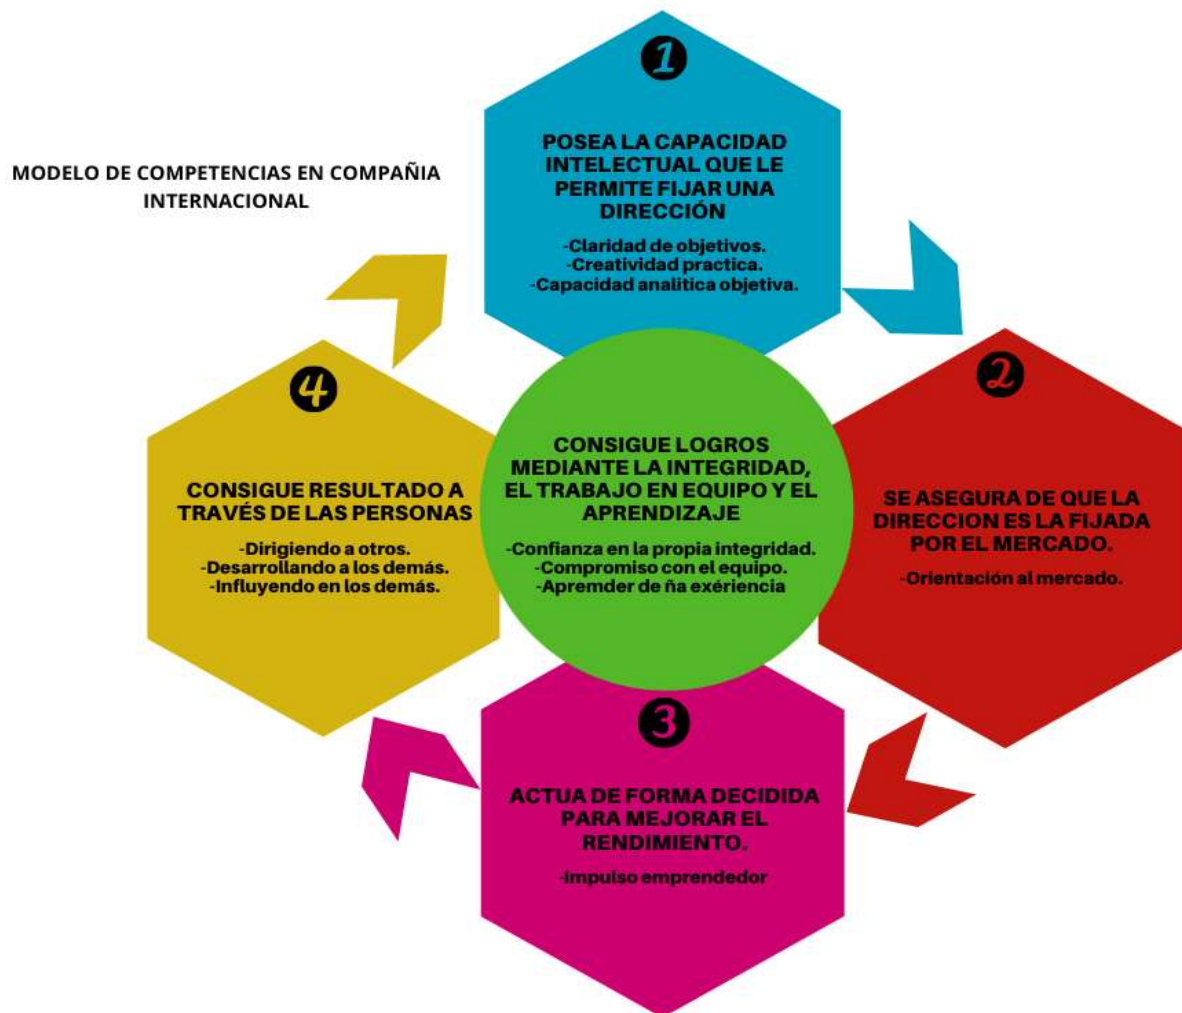 MODELO DE COMPETENCIAS EN COMPAÑIA
INTERNACIONAL
1
POSEA LA CAPACIDAD
INTELECTUAL QUE LE
PERMITE FIJAR UNA
DIRECCIÓN
-Claridad de objetivos.
-Creatividad practica.
-Capacidad analitica objetiva.
2
SE ASEGURA DE QUE LA
DIRECCION ES LA FIJADA
POR EL MERCADO.
-Orientación al mercado.
3
ACTUA DE FORMA DECIDIDA
PARA MEJORAR EL
RENDIMIENTO.
-Impulso emprendedor
4
CONSIGUE RESULTADO A
TRAVÉS DE LAS PERSONAS
-Dirigiendo a otros.
-Desarrollando a los demás.
-Influyendo en los demás.
CONSIGUE LOGROS
MEDIANTE LA INTEGRIDAD,
EL TRABAJO EN EQUIPO Y EL
APRENDIZAJE
-Confianza en la propia integridad.
-Compromiso con el equipo.
-Apremder de ña exériencia